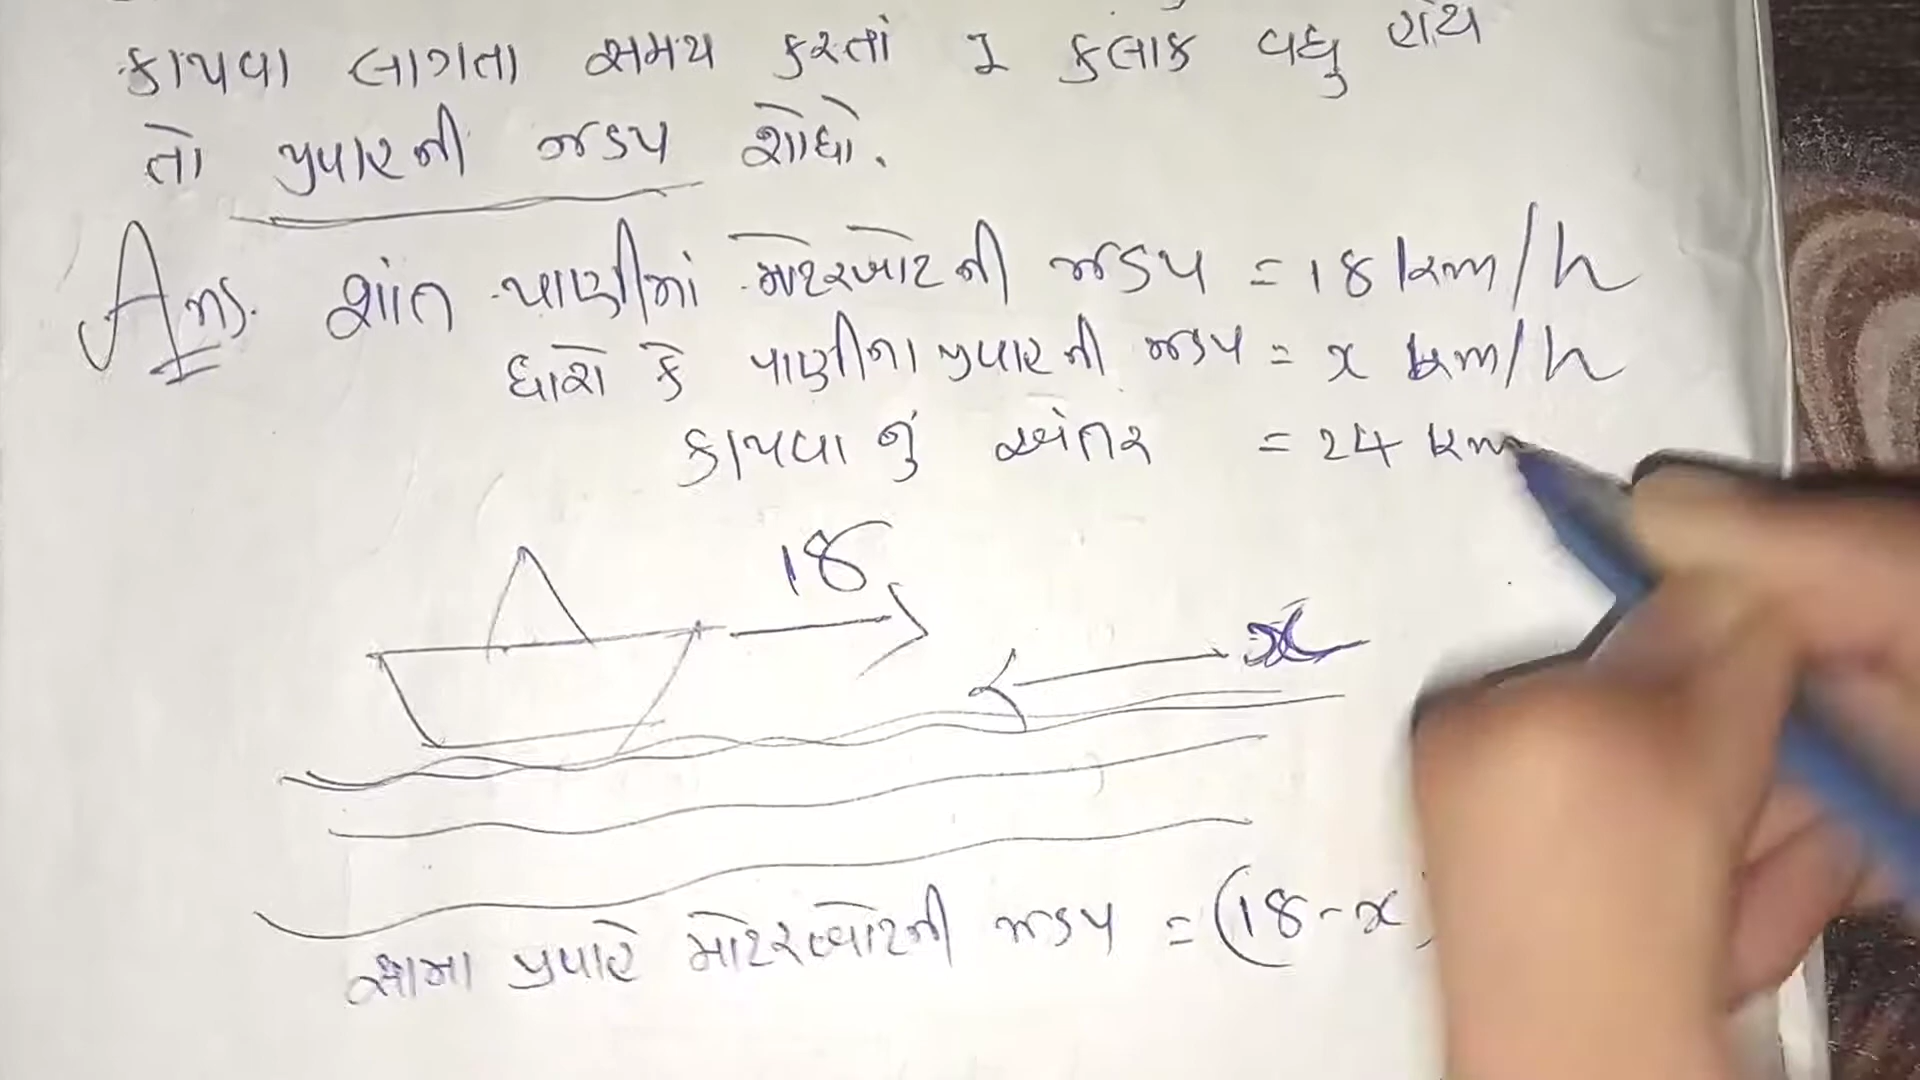 કાપવા લાગતા સમય કરતાં 1 કલાક વધુ હોય
તો પ્રવાહની ઝડપ શોધો.
Ans. શાંત પાણીમાં મોટરબોટની ઝડપ = 18 km/h
ધારો કે પાણીના પ્રવાહની ઝડપ = x km/h
કાપવાનું અંતર = 24 km
18
x
સામા પ્રવાહે મોટરબોટની ઝડપ = (18-x)